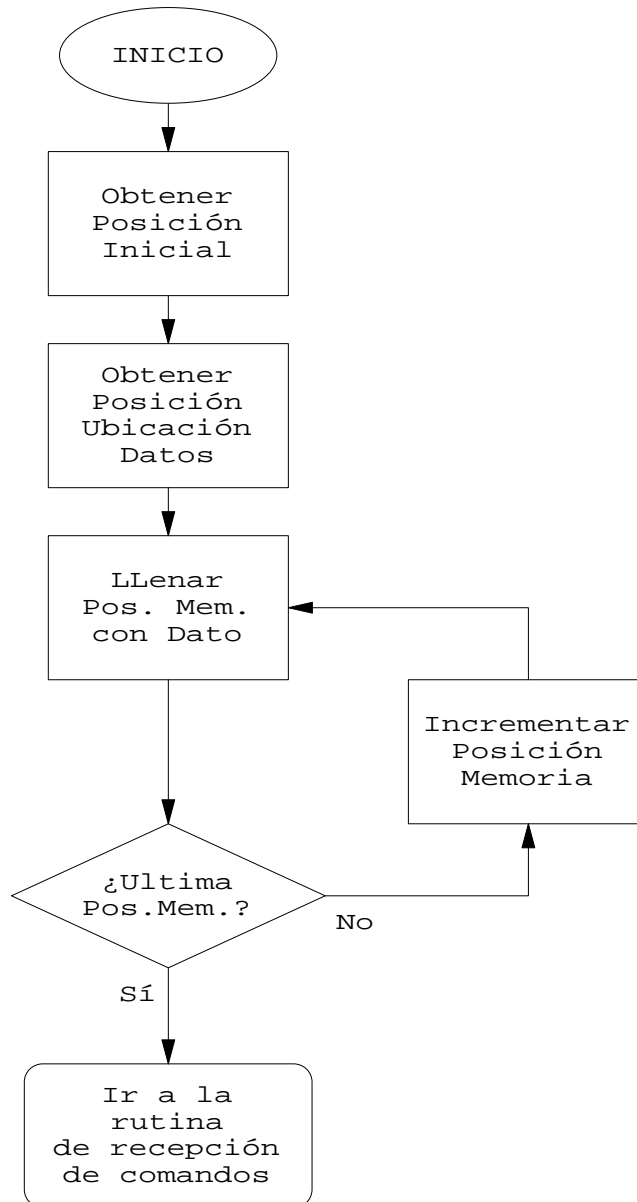 INICIO
Obtener
Posición
Inicial
Obtener
Posición
Ubicación
Datos
LLenar
Pos. Mem.
con Dato
Incrementar
Posición
Memoria
¿Ultima
Pos.Mem.?
No
Sí
Ir a la
rutina
de recepción
de comandos